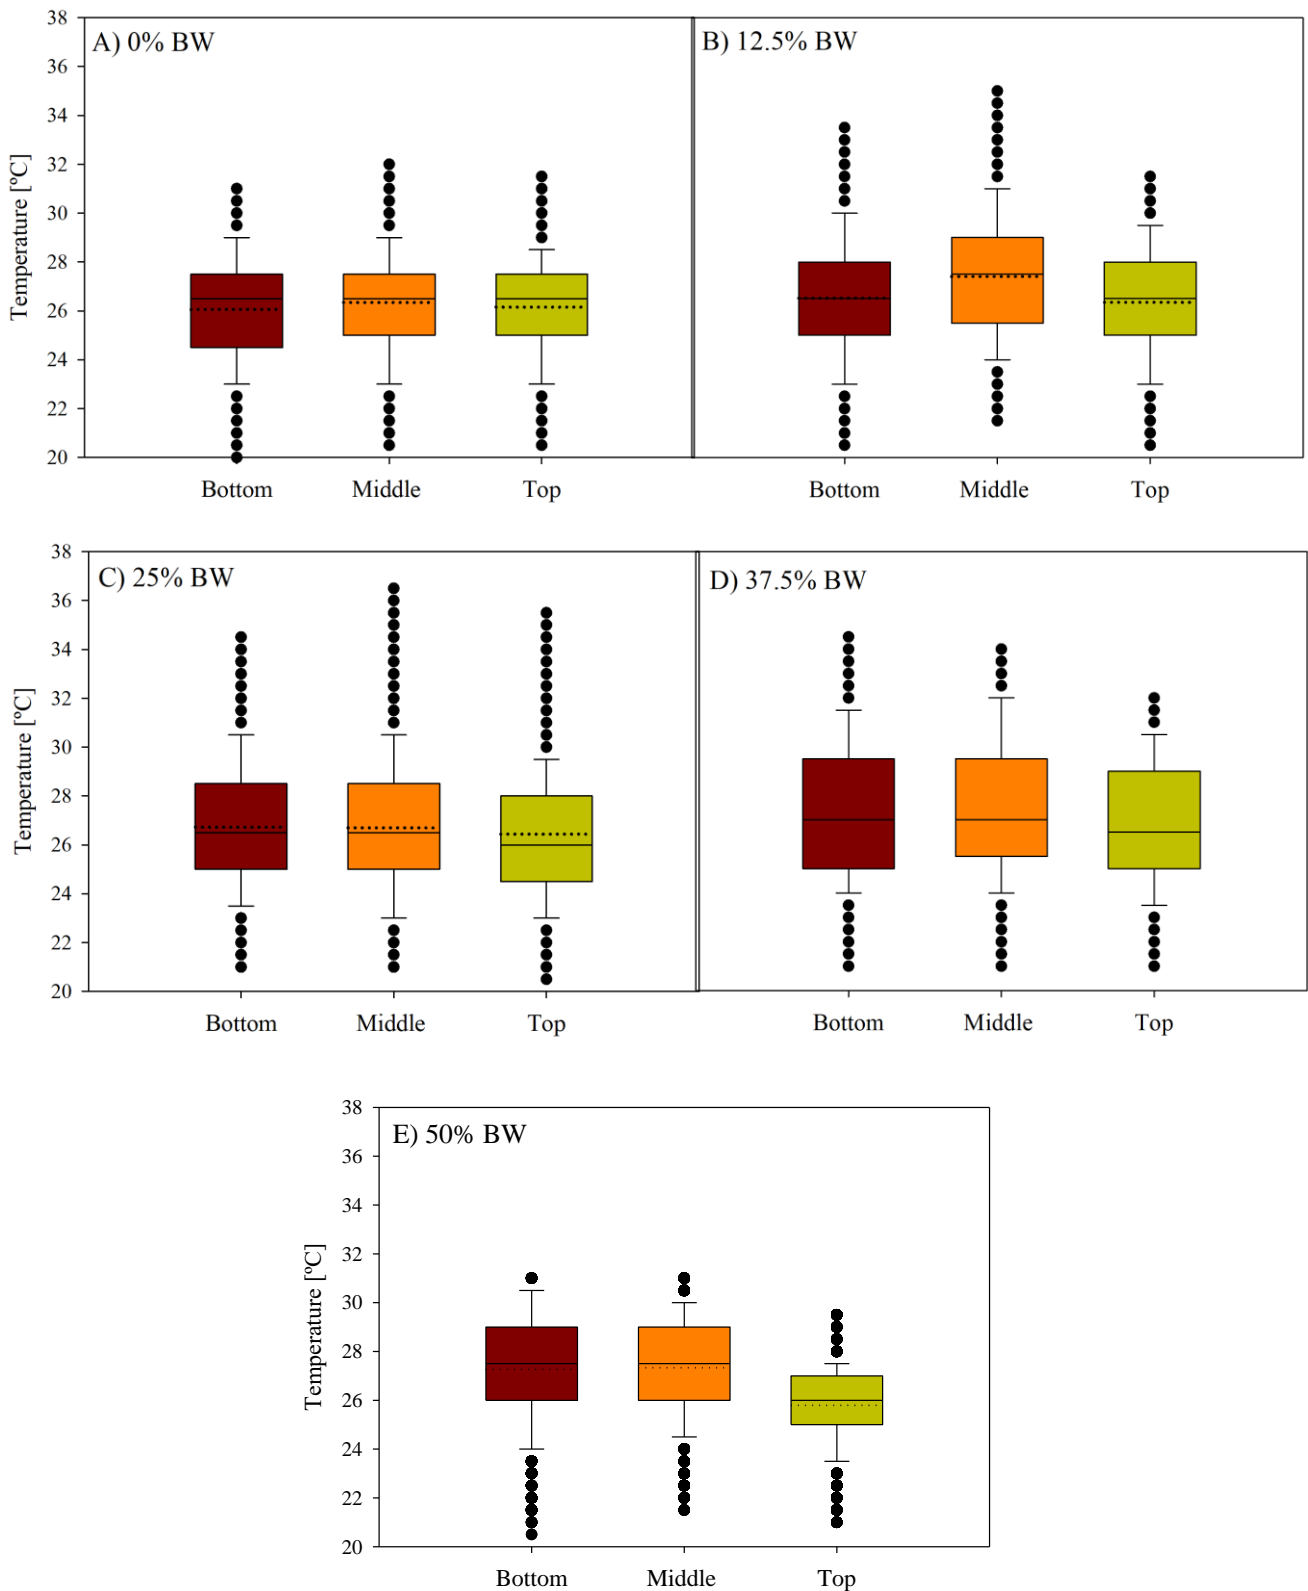 38
A) 0% BW
B) 12.5% BW
36
34
32
30
28
26
24
22
20
Temperature [ºC]
Bottom Middle Top Bottom Middle Top
38
C) 25% BW
D) 37.5% BW
36
34
32
30
28
26
24
22
20
Temperature [ºC]
Bottom Middle Top Bottom Middle Top
38
E) 50% BW
36
34
32
30
28
26
24
22
20
Temperature [ºC]
Bottom Middle Top